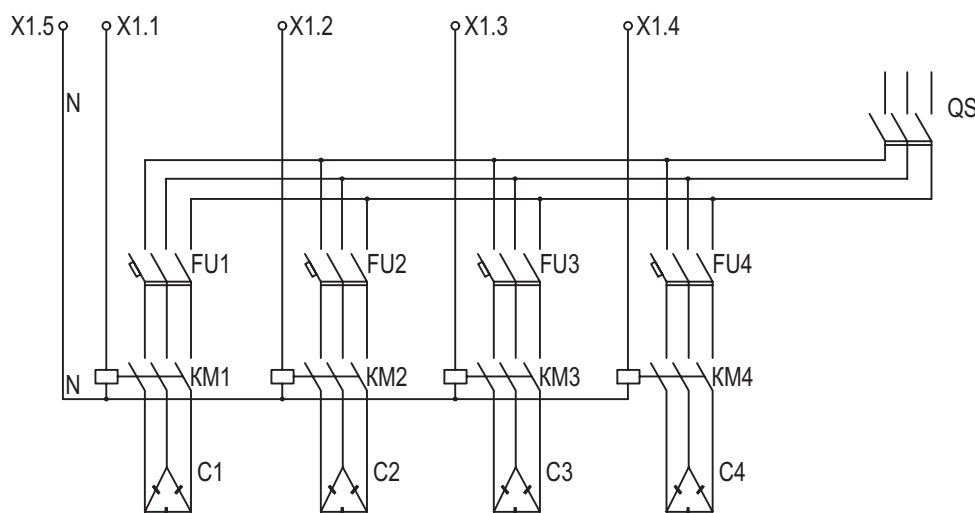 X1.5 X1.1 X1.2 X1.3 X1.4
N QS
FU1 FU2 FU3 FU4
N KM1 KM2 KM3 KM4
C1 C2 C3 C4